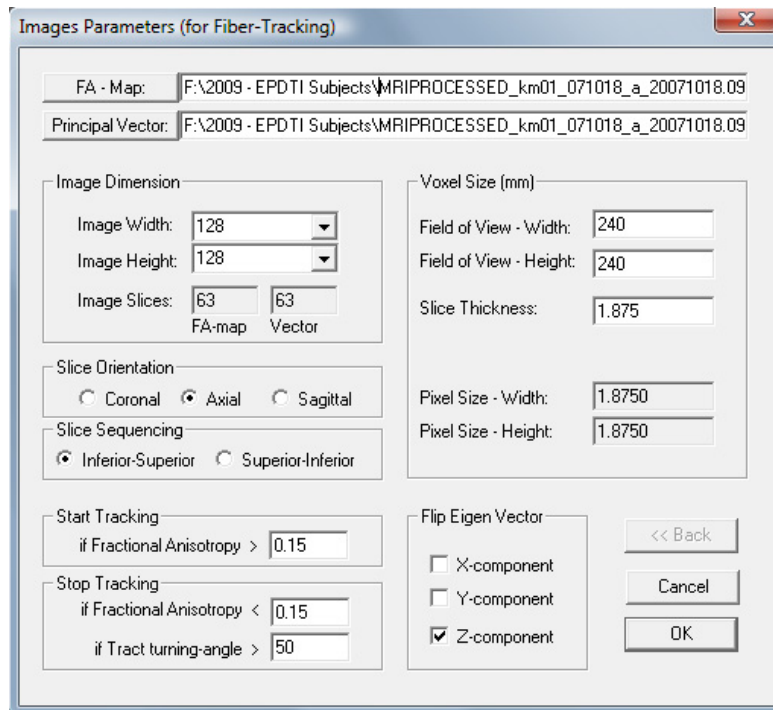 Images Parameters (for Fiber-Tracking)
FA - Map: F:\2009 - EPDTI Subjects\MRIPROCESSED_km01_071018_a_20071018.09
Principal Vector: F:\2009 - EPDTI Subjects\MRIPROCESSED_km01_071018_a_20071018.09
Image Dimension
Image Width: 128
Image Height: 128
Image Slices: 63 63
FA-map Vector
Voxel Size (mm)
Field of View - Width: 240
Field of View - Height: 240
Slice Thickness: 1.875
Pixel Size - Width: 1.8750
Pixel Size - Height: 1.8750
Slice Orientation
Coronal Axial Sagittal
Slice Sequencing
Inferior-Superior Superior-Inferior
Start Tracking
if Fractional Anisotropy > 0.15
Stop Tracking
if Fractional Anisotropy < 0.15
if Tract turning-angle > 50
Flip Eigen Vector
X-component
Y-component
Z-component
<< Back
Cancel
OK